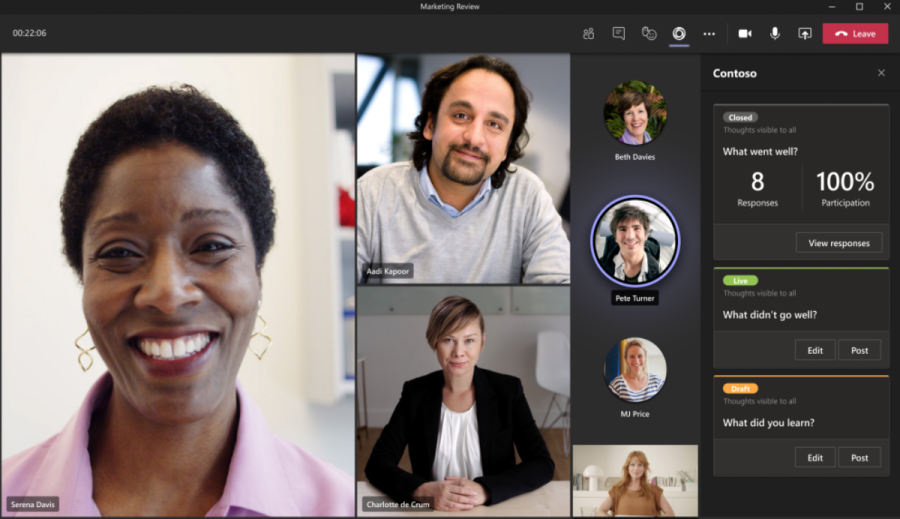 Marketing Review
00:22:06
Leave
Serena Davis
Aadi Kapoor
Charlotte de Crum
Beth Davies
Pete Turner
MJ Price
Contoso
Closed
Thoughts visible to all
What went well?
8
Responses
100%
Participation
View responses
Live
Thoughts visible to all
What didn't go well?
Edit
Post
Draft
Thoughts visible to all
What did you learn?
Edit
Post